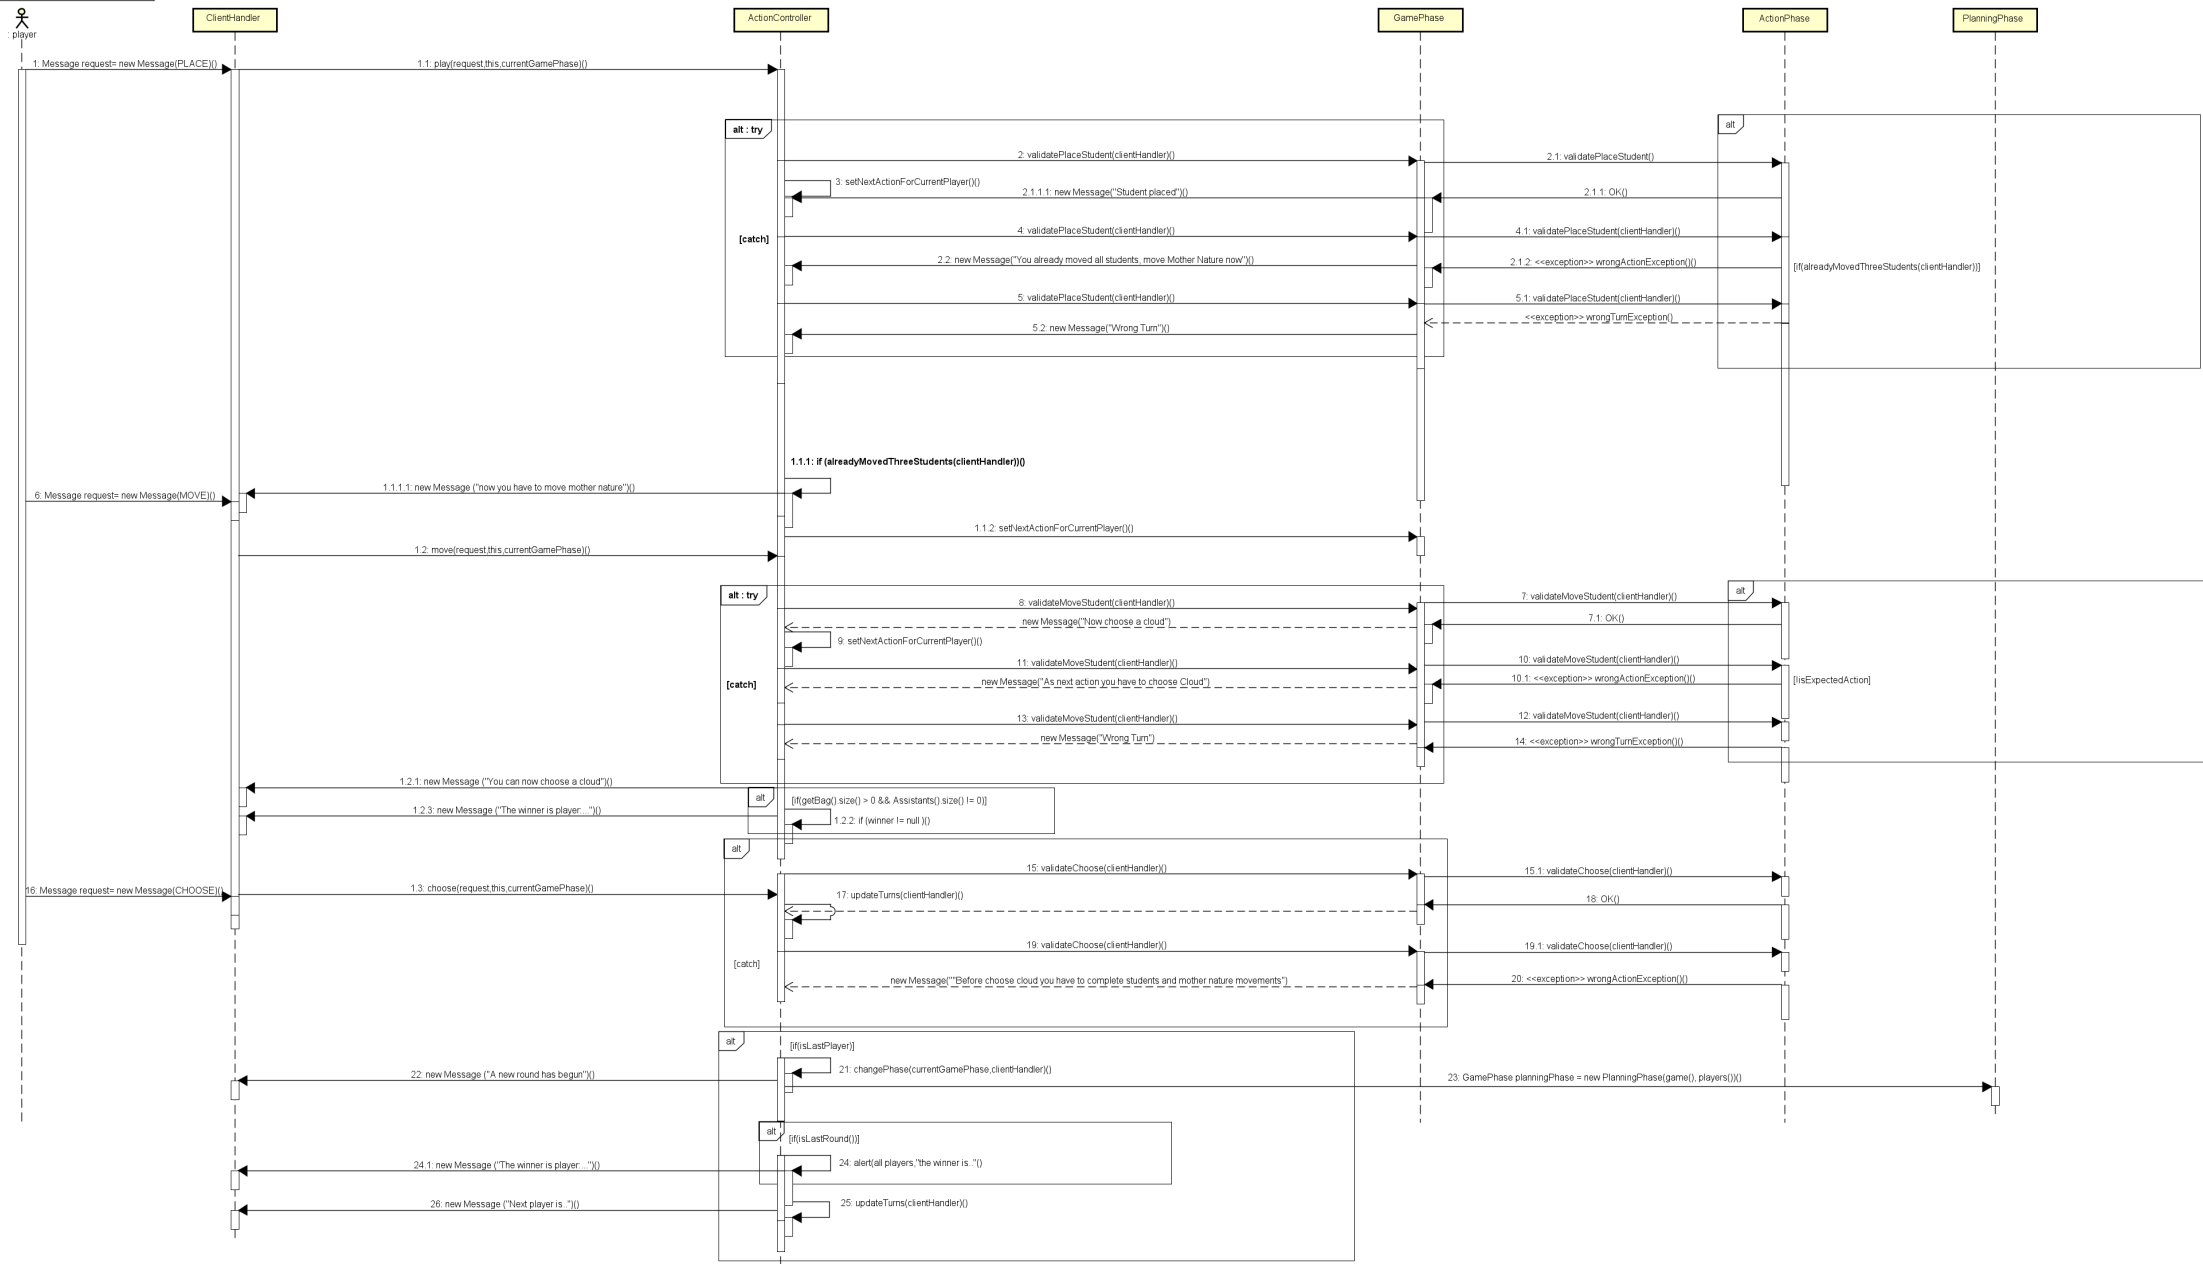 : player
ClientHandler
ActionController
GamePhase
ActionPhase
PlanningPhase
1: Message request= new Message(PLACE)()
1.1: play(request,this,currentGamePhase)()
alt : try
alt
2: validatePlaceStudent(clientHandler)()
2.1: validatePlaceStudent()
3: setNextActionForCurrentPlayer()()
2.1.1.1: new Message("Student placed")()
2.1.1: OK()
[catch]
4: validatePlaceStudent(clientHandler)()
4.1: validatePlaceStudent(clientHandler)()
2.2: new Message("You already moved all students, move Mother Nature now")()
2.1.2: <<exception>> wrongActionException()()
[if(alreadyMovedThreeStudents(clientHandler))]
5: validatePlaceStudent(clientHandler)()
5.1: validatePlaceStudent(clientHandler)()
<<exception>> wrongTurnException()
5.2: new Message("Wrong Turn")()
1.1.1: if (alreadyMovedThreeStudents(clientHandler))()
1.1.1.1: new Message ("now you have to move mother nature")()
6: Message request= new Message(MOVE)()
1.1.2: setNextActionForCurrentPlayer()()
1.2: move(request,this,currentGamePhase)()
alt : try
alt
8: validateMoveStudent(clientHandler)()
7: validateMoveStudent(clientHandler)()
new Message("Now choose a cloud")
7.1: OK()
9: setNextActionForCurrentPlayer()()
11: validateMoveStudent(clientHandler)()
10: validateMoveStudent(clientHandler)()
[catch]
new Message("As next action you have to choose Cloud")
10.1: <<exception>> wrongActionException()()
[!isExpectedAction]
13: validateMoveStudent(clientHandler)()
12: validateMoveStudent(clientHandler)()
new Message("Wrong Turn")
14: <<exception>> wrongTurnException()()
1.2.1: new Message ("You can now choose a cloud")()
alt
[if(getBag().size() > 0 && Assistants().size() != 0)]
1.2.3: new Message ("The winner is player:...")()
1.2.2: if (winner != null )()
alt
15: validateChoose(clientHandler)()
15.1: validateChoose(clientHandler)()
16: Message request= new Message(CHOOSE)()
1.3: choose(request,this,currentGamePhase)()
17: updateTurns(clientHandler)()
18: OK()
19: validateChoose(clientHandler)()
19.1: validateChoose(clientHandler)()
[catch]
new Message(""Before choose cloud you have to complete students and mother nature movements")
20: <<exception>> wrongActionException()()
alt
[if(isLastPlayer)]
21: changePhase(currentGamePhase,clientHandler)()
22: new Message ("A new round has begun")()
23: GamePhase planningPhase = new PlanningPhase(game(), players())()
alt
[if(isLastRound())]
24.1: new Message ("The winner is player:...")()
24: alert(all players,"the winner is.."()
26: new Message ("Next player is..")()
25: updateTurns(clientHandler)()